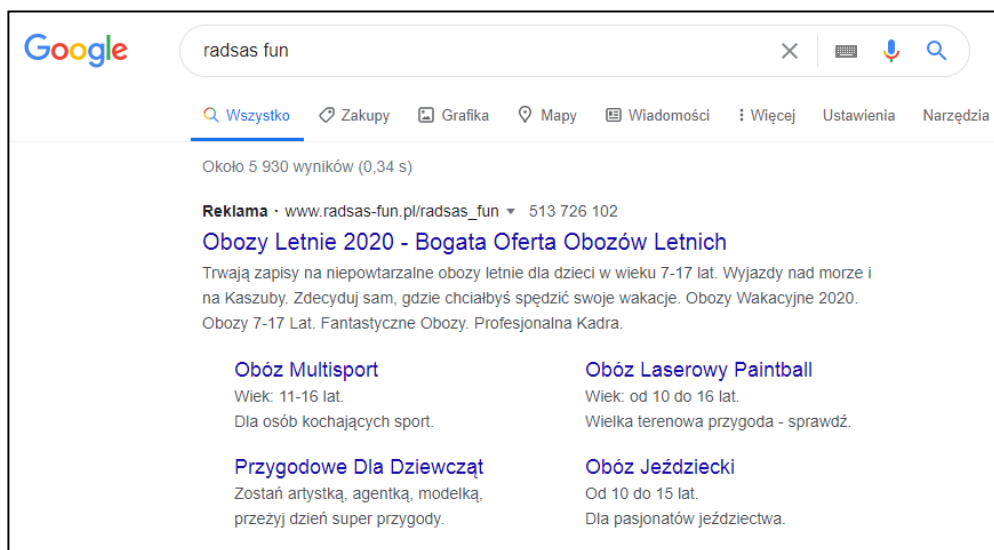 Google
radsas fun
Wszystko Zakupy Grafika Mapy Wiadomości Więcej Ustawienia Narzędzia
Około 5 930 wyników (0,34 s)
Reklama · www.radsas-fun.pl/radsas_fun 513 726 102
Obozy Letnie 2020 - Bogata Oferta Obozów Letnich
Trwają zapisy na niepowtarzalne obozy letnie dla dzieci w wieku 7-17 lat. Wyjazdy nad morze i
na Kaszuby. Zdecyduj sam, gdzie chciałbyś spędzić swoje wakacje. Obozy Wakacyjne 2020.
Obozy 7-17 Lat. Fantastyczne Obozy. Profesjonalna Kadra.
Obóz Multisport
Wiek: 11-16 lat.
Dla osób kochających sport.
Obóz Laserowy Paintball
Wiek: od 10 do 16 lat.
Wielka terenowa przygoda - sprawdź.
Przygodowe Dla Dziewcząt
Zostań artystką, agentką, modelką,
przeżyj dzień super przygody.
Obóz Jeździecki
Od 10 do 15 lat.
Dla pasjonatów jeździectwa.